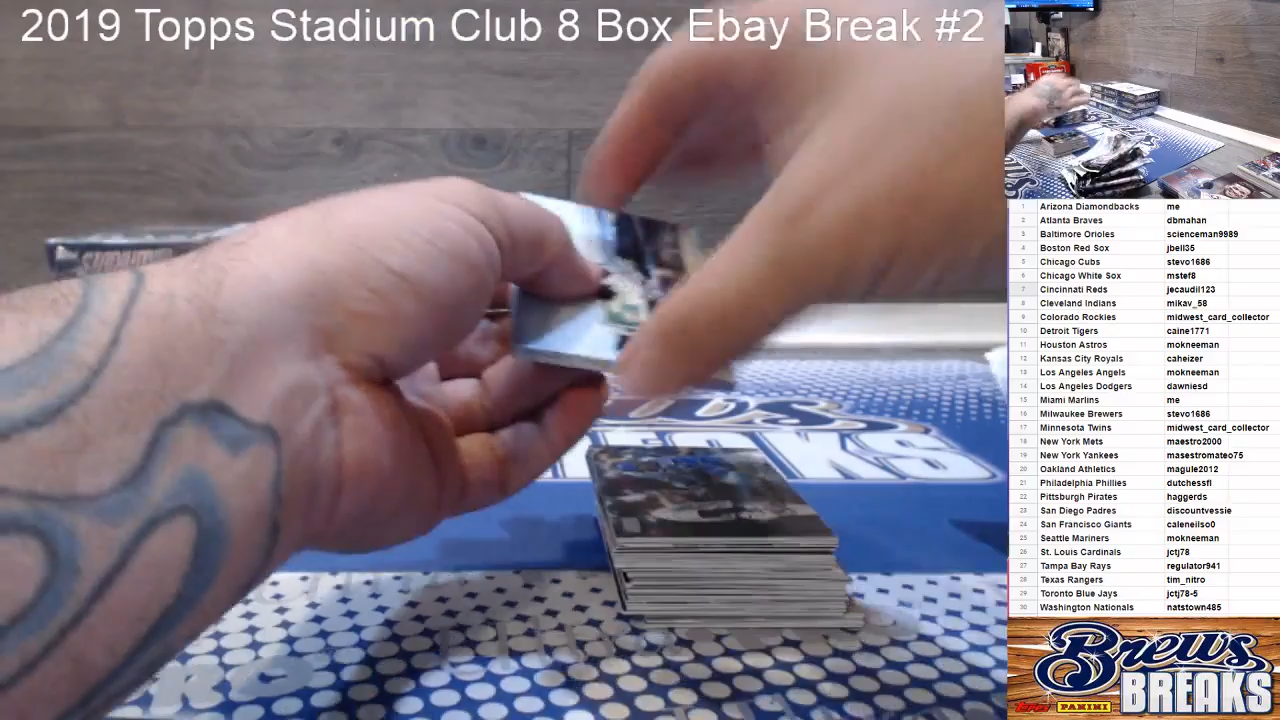 2019 Topps Stadium Club 8 Box Ebay Break #2
1 Arizona Diamondbacks me
2 Atlanta Braves dbmahan
3 Baltimore Orioles scienceman9989
4 Boston Red Sox jbell35
5 Chicago Cubs stevo1686
6 Chicago White Sox mstef8
7 Cincinnati Reds jecaudil123
8 Cleveland Indians mikav_58
9 Colorado Rockies midwest_card_collector
10 Detroit Tigers caine1771
11 Houston Astros mokneeman
12 Kansas City Royals caheizer
13 Los Angeles Angels mokneeman
14 Los Angeles Dodgers dawniesd
15 Miami Marlins me
16 Milwaukee Brewers stevo1686
17 Minnesota Twins midwest_card_collector
18 New York Mets maestro2000
19 New York Yankees masestromateo75
20 Oakland Athletics magule2012
21 Philadelphia Phillies dutchessfl
22 Pittsburgh Pirates haggerds
23 San Diego Padres discountvessie
24 San Francisco Giants caleneilso0
25 Seattle Mariners mokneeman
26 St. Louis Cardinals jctj78
27 Tampa Bay Rays regulator941
28 Texas Rangers tim_nitro
29 Toronto Blue Jays jctj78-5
30 Washington Nationals natstown485
Brews
BREAKS
Topps PANINI